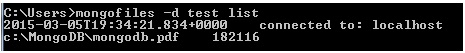 C:\Users>mongofiles -d test list
2015-03-05T19:34:21.834+0000    connected to: localhost
c:\MongoDB\mongodb.pdf  182116